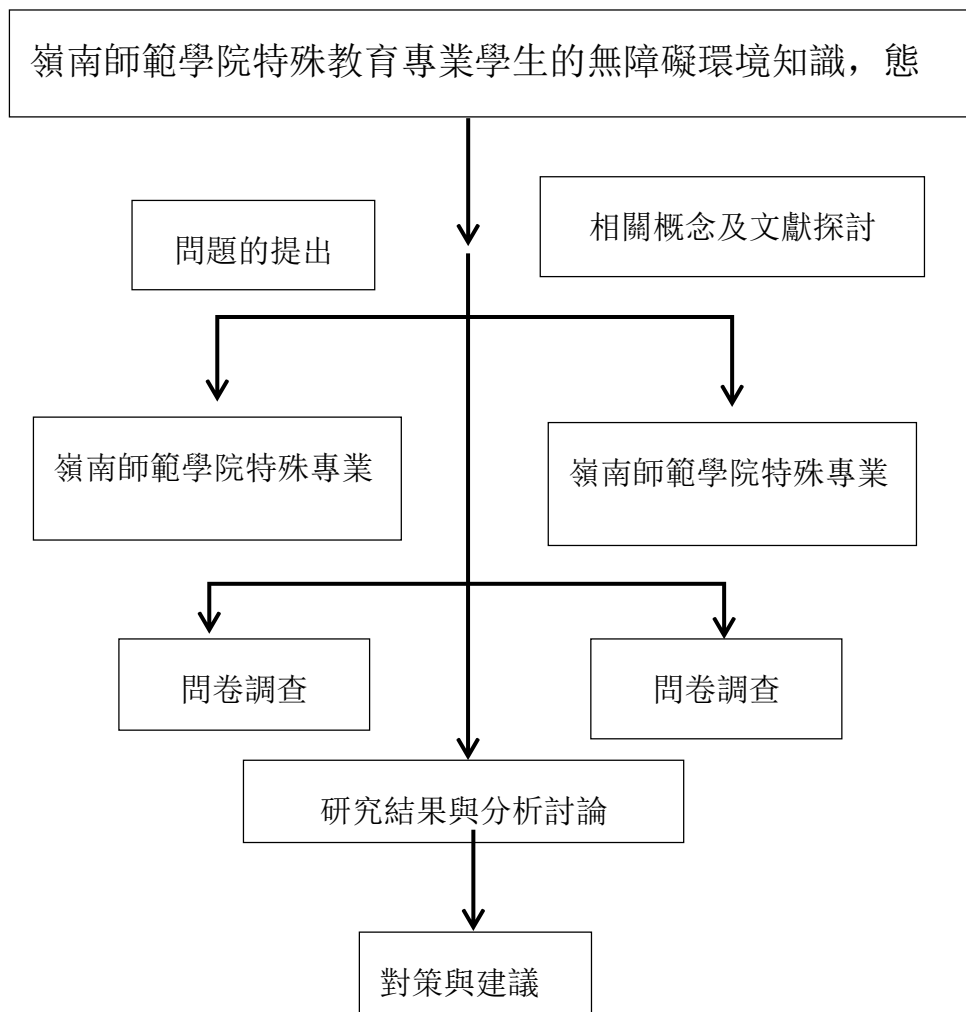 嶺南師範學院特殊教育專業學生的無障礙環境知識，態
相關概念及文獻探討
問題的提出
嶺南師範學院特殊專業
嶺南師範學院特殊專業
問卷調查
問卷調查
研究結果與分析討論
對策與建議